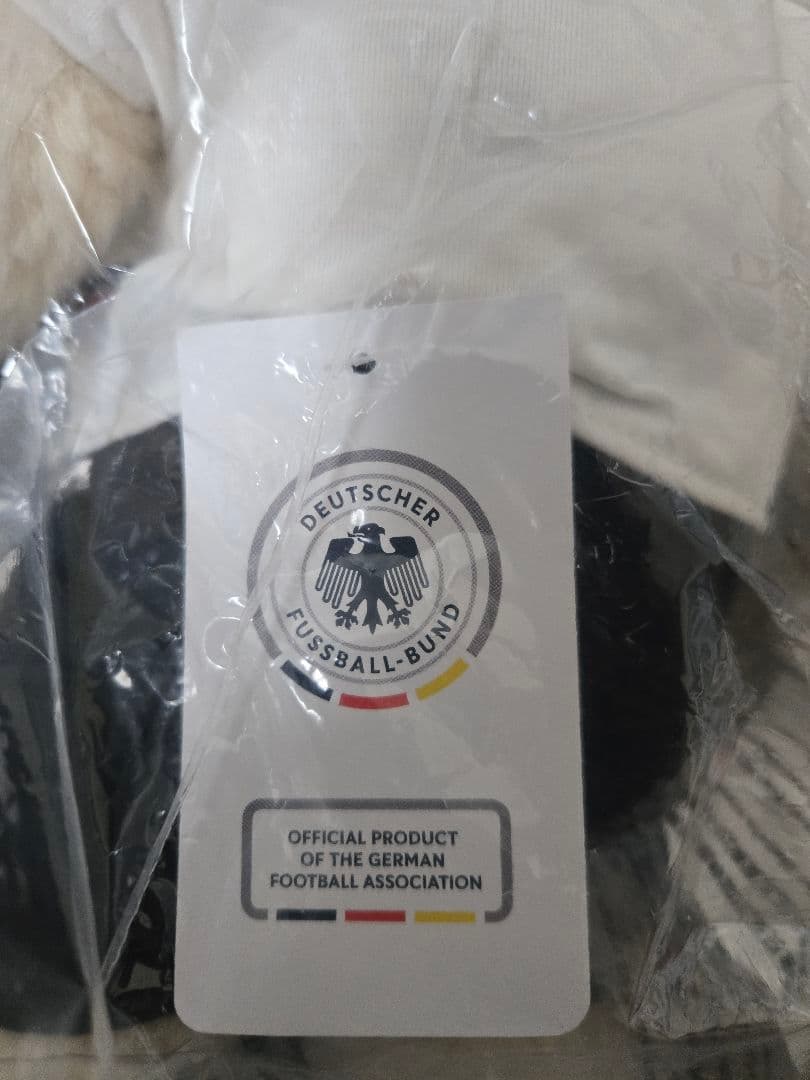 DEUTSCHER
FUSSBALL-BUND
OFFICIAL PRODUCT
OF THE GERMAN
FOOTBALL ASSOCIATION